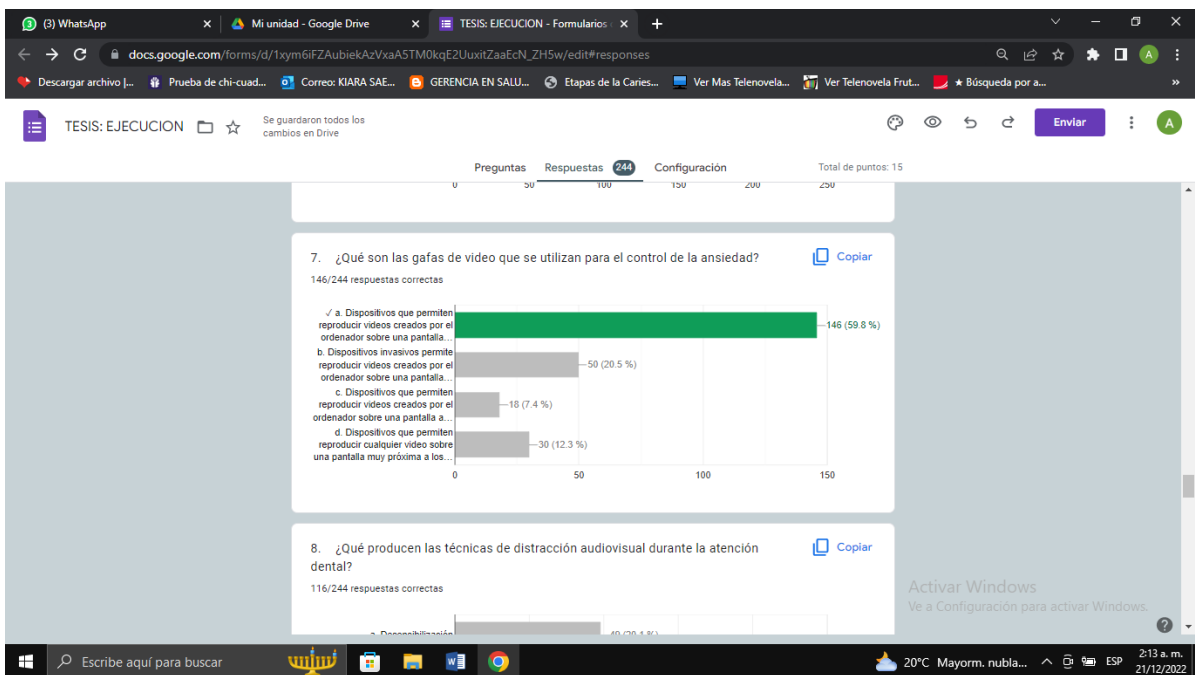 (3) WhatsApp
Mi unidad - Google Drive
TESIS: EJECUCION - Formularios
docs.google.com/forms/d/1xym6iFZAubiekAzVxaA5TM0kqE2UuxitZaaEcN_ZH5w/edit#responses
A
Descargar archivo |...
Prueba de chi-cuad...
Correo: KIARA SAE...
GERENCIA EN SALU...
Etapas de la Caries...
Ver Mas Telenovela...
Ver Telenovela Frut...
★ Búsqueda por a...
»
TESIS: EJECUCION
Se guardaron todos los
cambios en Drive
Enviar
A
Preguntas
Respuestas 244
Configuración
Total de puntos: 15
0 50 100 150 200 250
7. ¿Qué son las gafas de video que se utilizan para el control de la ansiedad?
Copiar
146/244 respuestas correctas
✓ a. Dispositivos que permiten
reproducir videos creados por el
ordenador sobre una pantalla…
146 (59.8 %)
b. Dispositivos invasivos permite
reproducir videos creados por el
ordenador sobre una pantalla…
50 (20.5 %)
c. Dispositivos que permiten
reproducir videos creados por el
ordenador sobre una pantalla a…
18 (7.4 %)
d. Dispositivos que permiten
reproducir cualquier video sobre
una pantalla muy próxima a los…
30 (12.3 %)
0 50 100 150
8. ¿Qué producen las técnicas de distracción audiovisual durante la atención
dental?
Copiar
116/244 respuestas correctas
Activar Windows
Ve a Configuración para activar Windows.
Escribe aquí para buscar
20°C Mayorm. nubla...
ESP
2:13 a. m.
21/12/2022